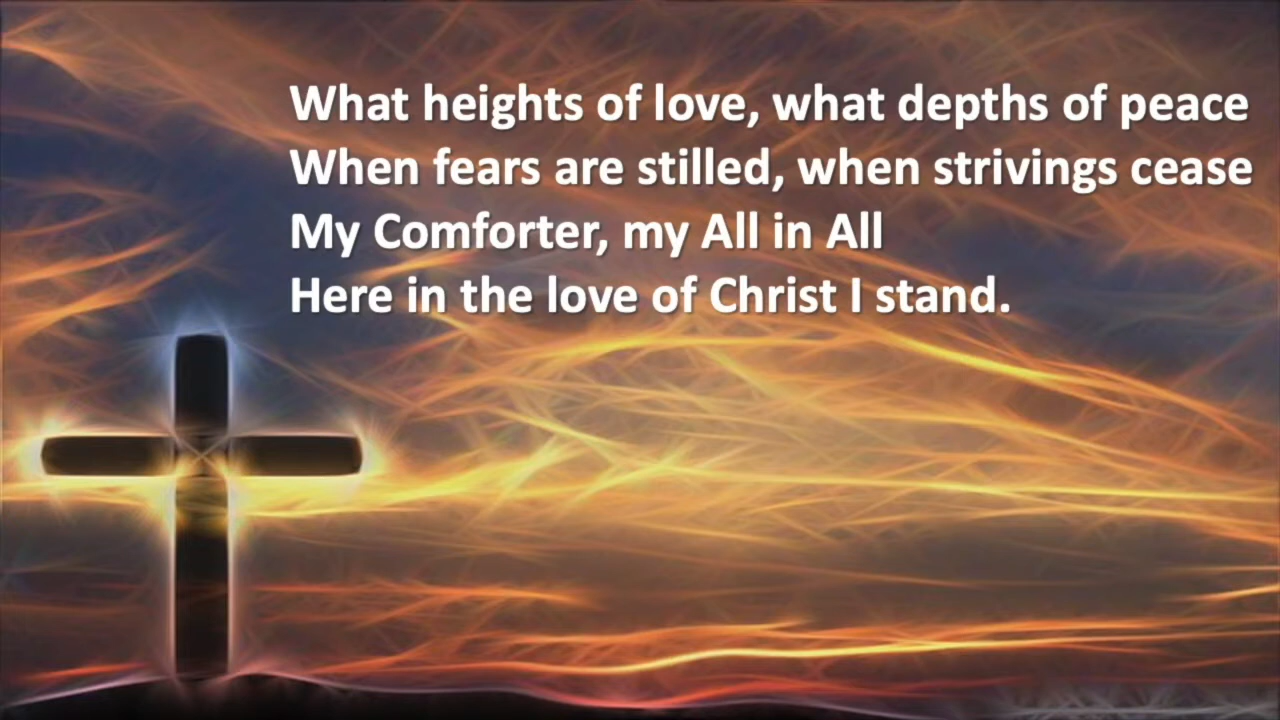 What heights of love, what depths of peace
When fears are stilled, when strivings cease
My Comforter, my All in All
Here in the love of Christ I stand.